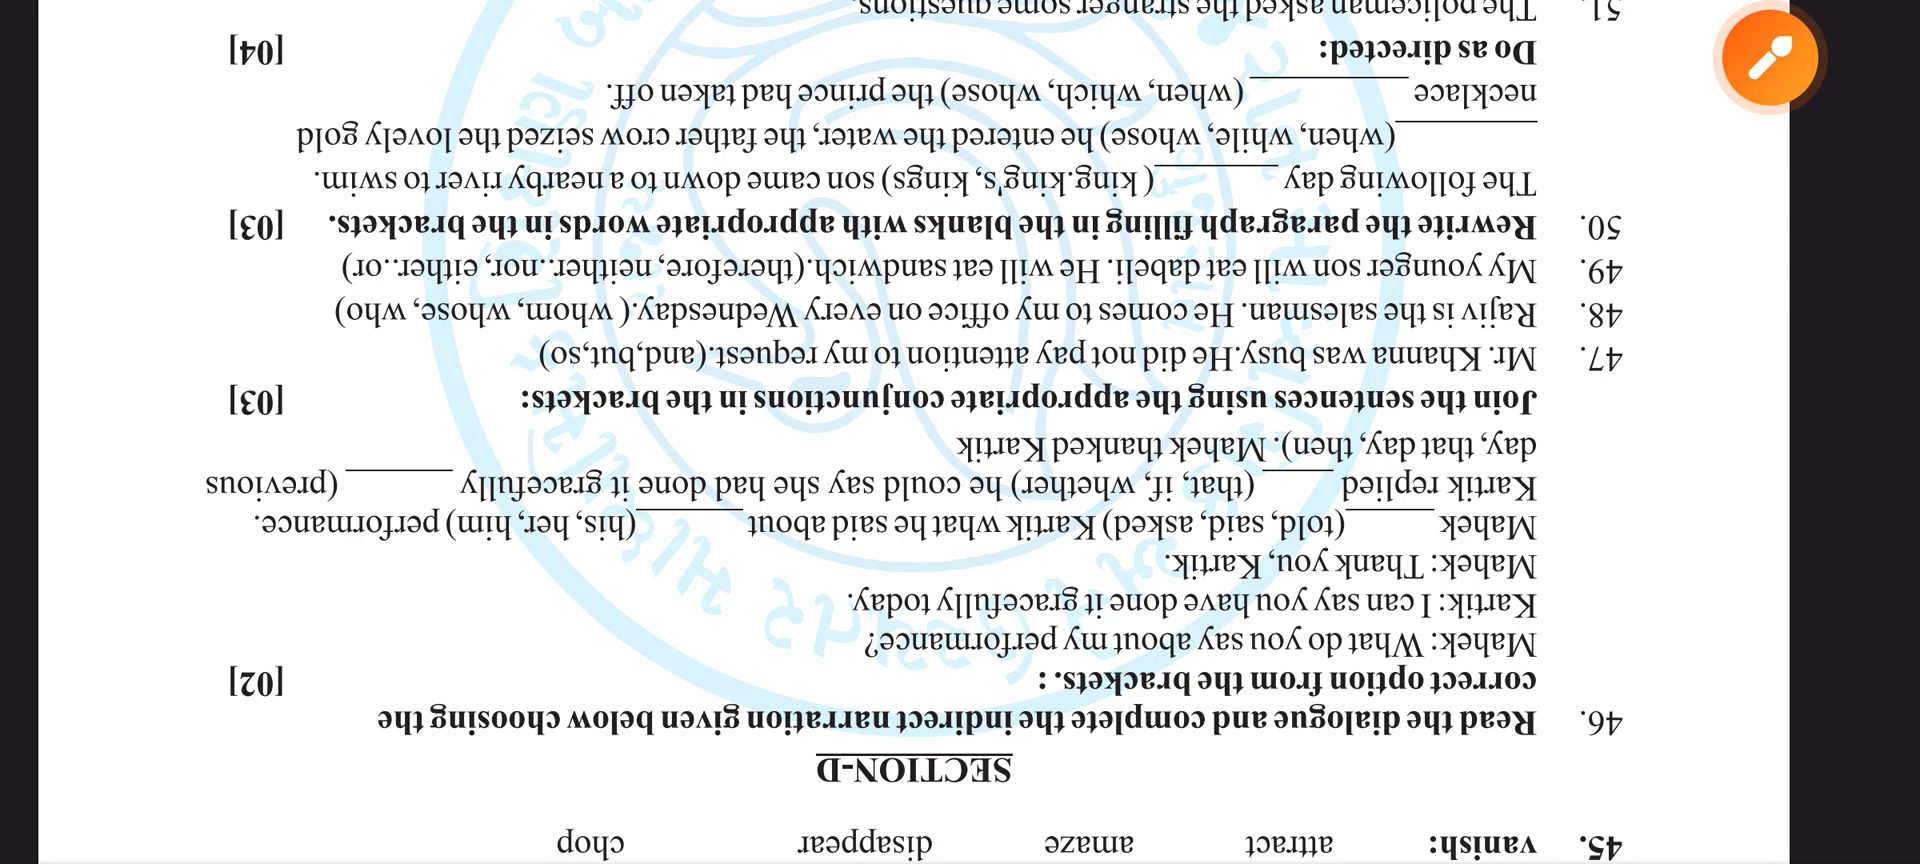 45. vanish: attract amaze disappear chop
SECTION-D
46. Read the dialogue and complete the indirect narration given below choosing the
correct option from the brackets. : [02]
Mahek: What do you say about my performance?
Kartik: I can say you have done it gracefully today.
Mahek: Thank you, Kartik.
Mahek ______(told, said, asked) Kartik what he said about ______(his, her, him) performance.
Kartik replied ______ (that, if, whether) he could say she had done it gracefully ______ (previous
day, that day, then). Mahek thanked Kartik
Join the sentences using the appropriate conjunctions in the brackets: [03]
47. Mr. Khanna was busy.He did not pay attention to my request.(and,but,so)
48. Rajiv is the salesman. He comes to my office on every Wednesday.( whom, whose, who)
49. My younger son will eat dabeli. He will eat sandwich.(therefore, neither..nor, either..or)
50. Rewrite the paragraph filling in the blanks with appropriate words in the brackets. [03]
The following day ______( king.king's, kings) son came down to a nearby river to swim.
______(when, while, whose) he entered the water, the father crow seized the lovely gold
necklace ______ (when, which, whose) the prince had taken off.
Do as directed: [04]
51. The policeman asked the stranger some questions.